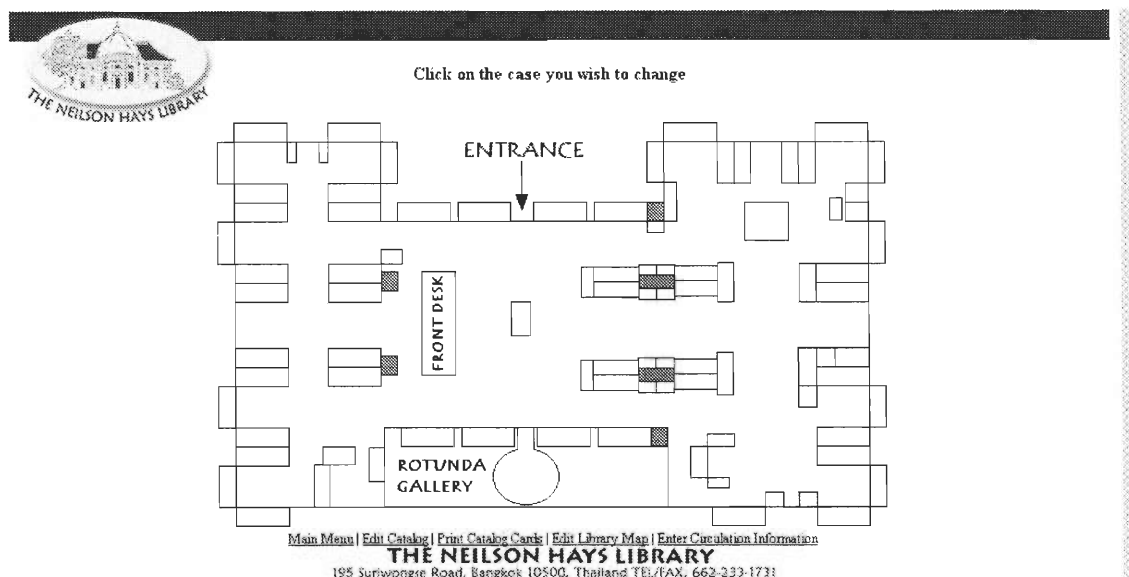 Click on the case you wish to change
THE NEILSON HAYS LIBRARY
ENTRANCE
FRONT DESK
ROTUNDA
GALLERY
Main Menu | Edit Catalog | Print Catalog Cards | Edit Library Map | Enter Circulation Information
THE NEILSON HAYS LIBRARY
195 Suriwongse Road, Bangkok 10500, Thailand TEL/FAX, 662-233-1731